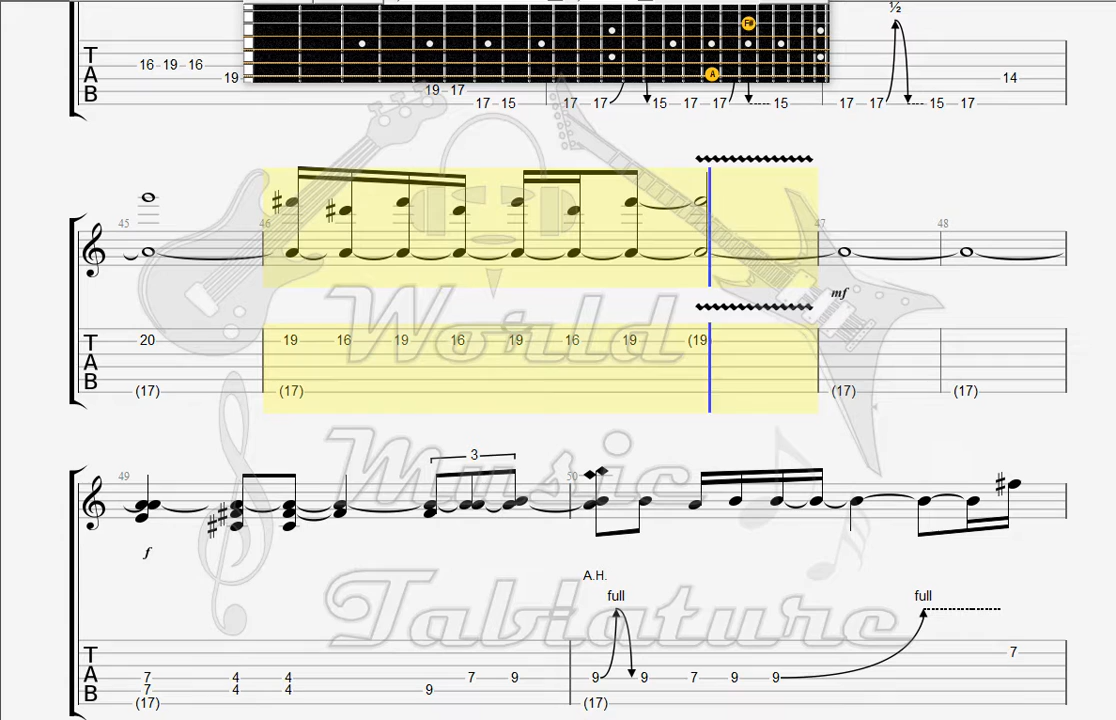 ½
F#
T 16 19 16 14
A 19 A
B 19 17
17 15 17 17 15 17 17 15 17 17 15 17
45 46 47 48
World
mf
T 20 19 16 19 16 19 16 19 (19
A
B (17) (17) (17) (17)
Music
49 3 50
f
A.H.
full full
Tablature
T 7
A 7 4 4 7 9 9 9 7 9 9
B 7 4 4 9
(17) (17)